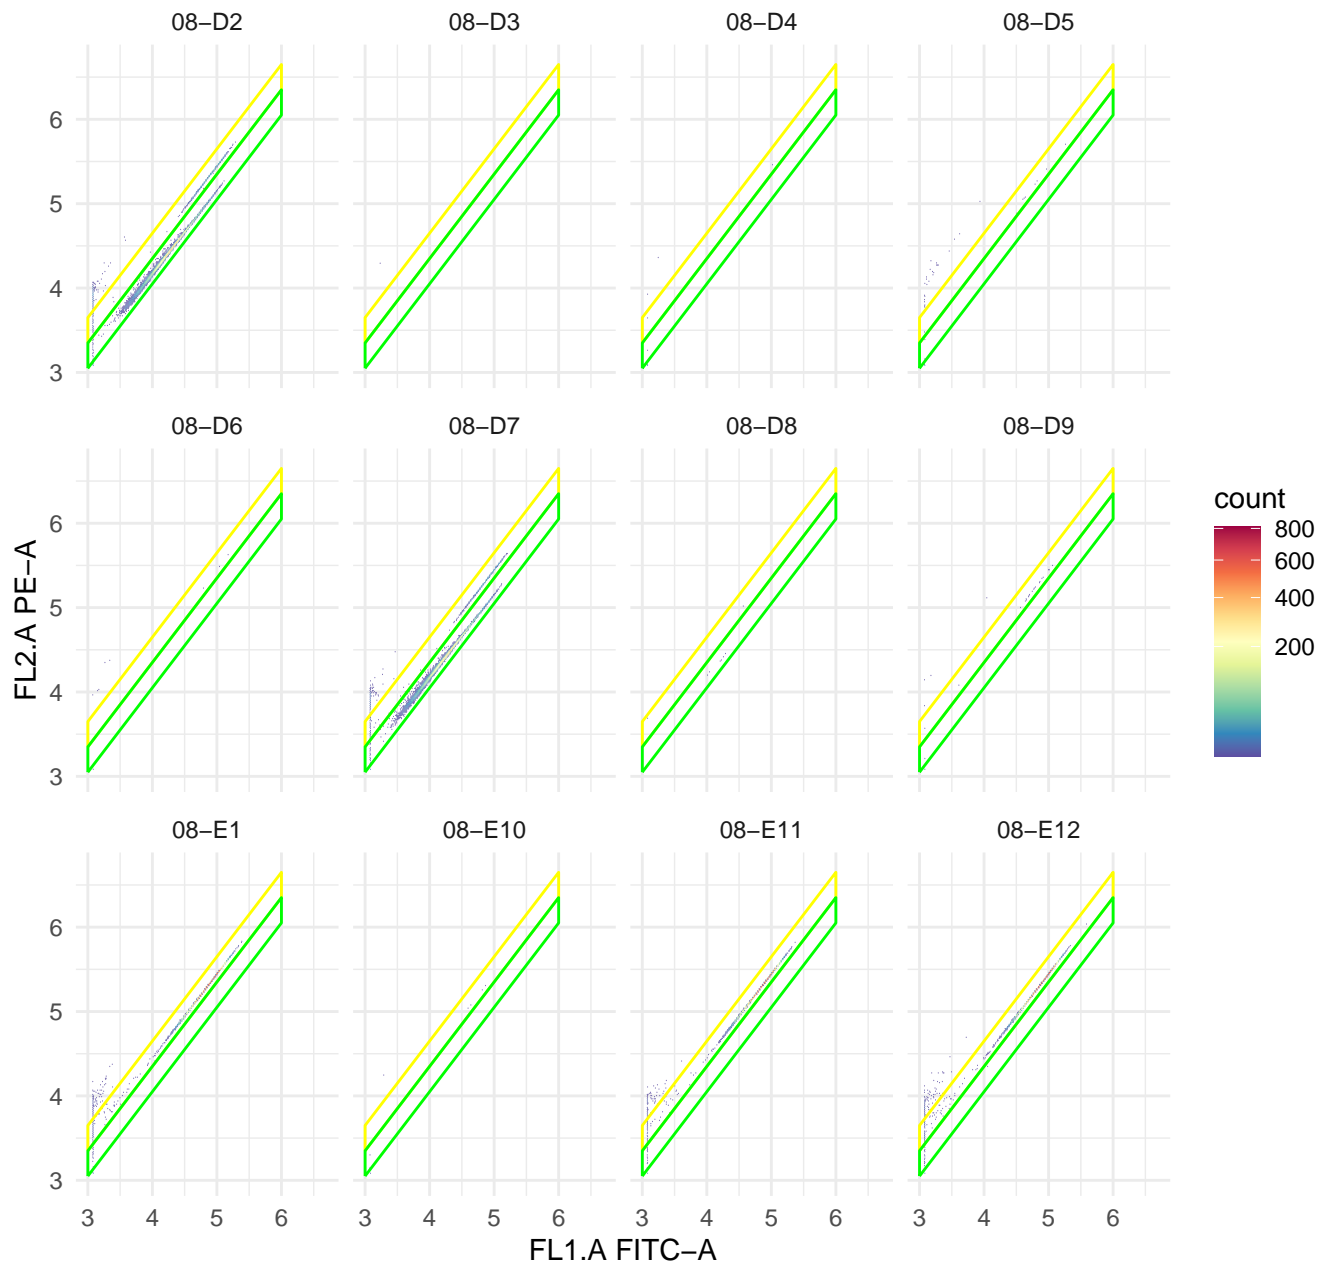 08−D2 08−D3 08−D4 08−D5
6
5
4
3
08−D6 08−D7 08−D8 08−D9
6
5
4
3
08−E1 08−E10 08−E11 08−E12
6
5
4
3
3 4 5 6 3 4 5 6 3 4 5 6 3 4 5 6
FL1.A FITC−A
FL2.A PE−A
count
800
600
400
200